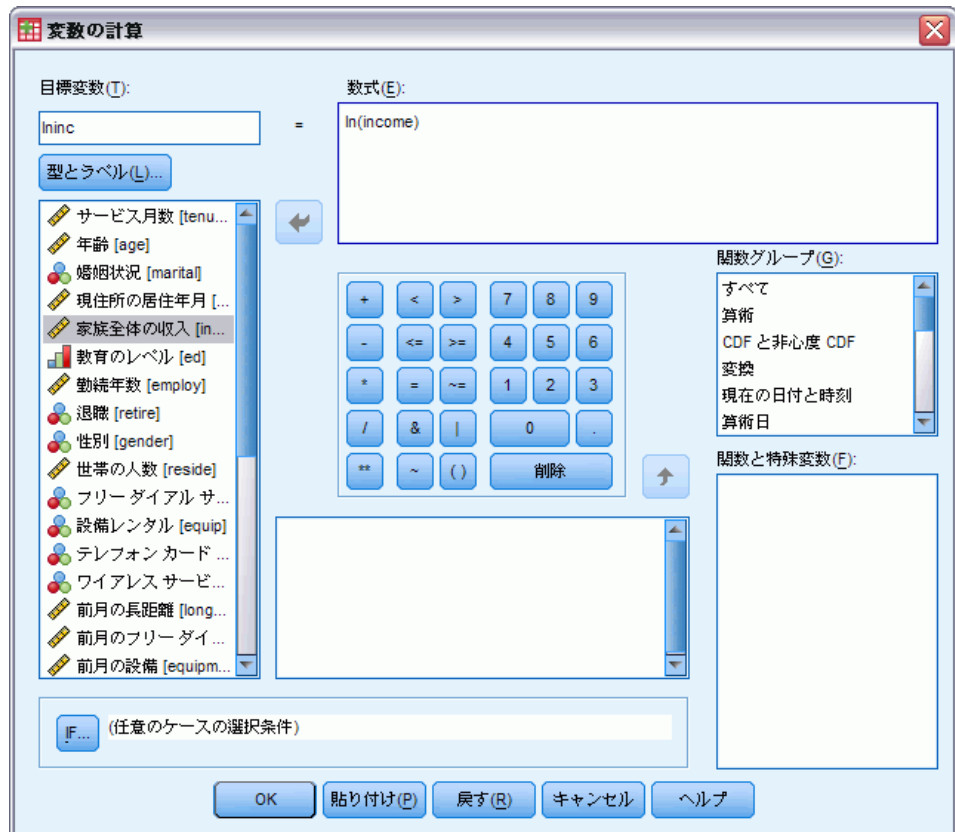 変数の計算
目標変数(T):
lninc
=
数式(E):
ln(income)
型とラベル(L)...
サービス月数 [tenu...
年齢 [age]
婚姻状況 [marital]
現住所の居住年月 [...
家族全体の収入 [in...
教育のレベル [ed]
勤続年数 [employ]
退職 [retire]
性別 [gender]
世帯の人数 [reside]
フリー ダイアル サ...
設備レンタル [equip]
テレフォン カード ...
ワイアレス サービ...
前月の長距離 [long...
前月のフリー ダイ...
前月の設備 [equipm...
+ < > 7 8 9
- <= >= 4 5 6
* = ~= 1 2 3
/ & | 0 .
** ~ ( ) 削除
関数グループ(G):
すべて
算術
CDF と非心度 CDF
変換
現在の日付と時刻
算術日
関数と特殊変数(F):
IF... (任意のケースの選択条件)
OK 貼り付け(P) 戻す(R) キャンセル ヘルプ